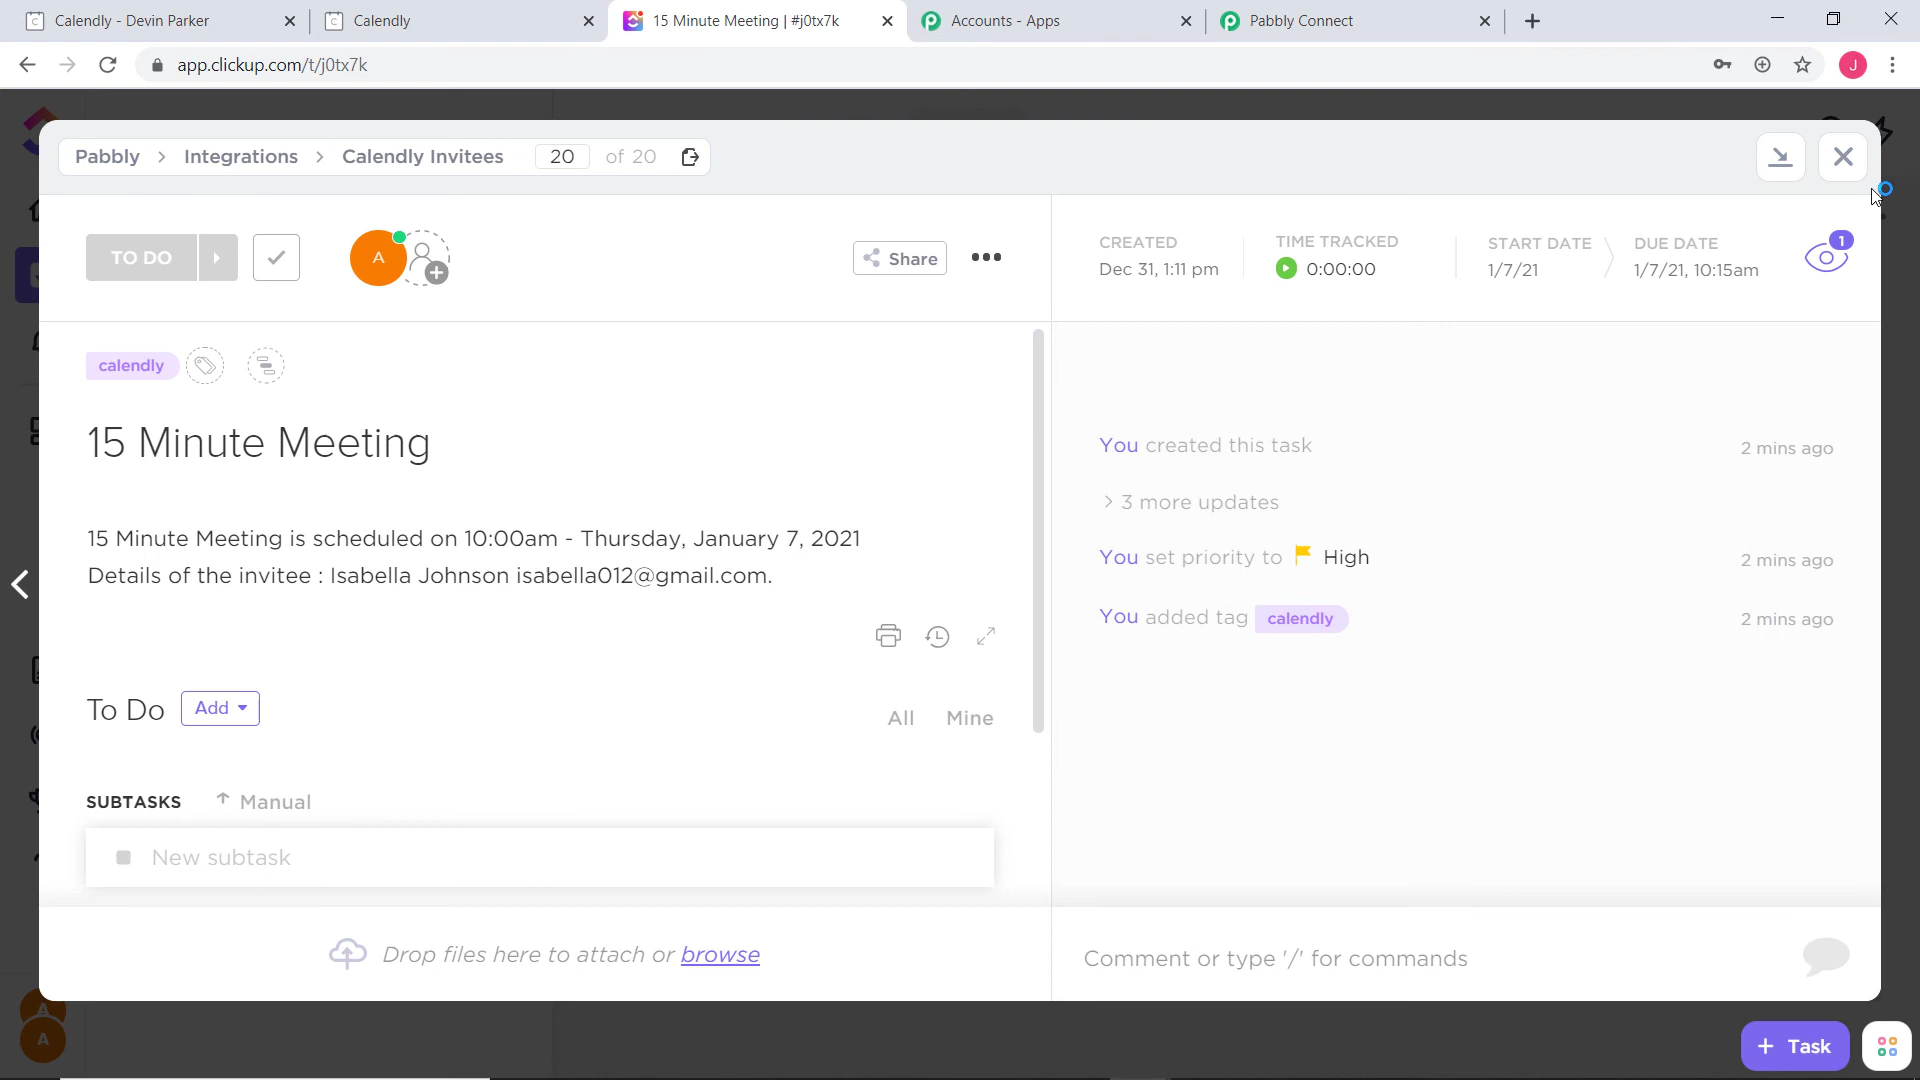 Calendly - Devin Parker
Calendly
15 Minute Meeting | #j0tx7k
Accounts - Apps
Pabbly Connect
app.clickup.com/t/j0tx7k
J
Pabbly > Integrations > Calendly Invitees 20 of 20
TO DO
A
Share
CREATED
Dec 31, 1:11 pm
TIME TRACKED
0:00:00
START DATE
1/7/21
DUE DATE
1/7/21, 10:15am
1
calendly
15 Minute Meeting
15 Minute Meeting is scheduled on 10:00am - Thursday, January 7, 2021
Details of the invitee : Isabella Johnson isabella012@gmail.com.
To Do
Add
All
Mine
SUBTASKS
Manual
New subtask
Drop files here to attach or browse
You created this task
2 mins ago
> 3 more updates
You set priority to High
2 mins ago
You added tag calendly
2 mins ago
Comment or type '/' for commands
A
A
+ Task